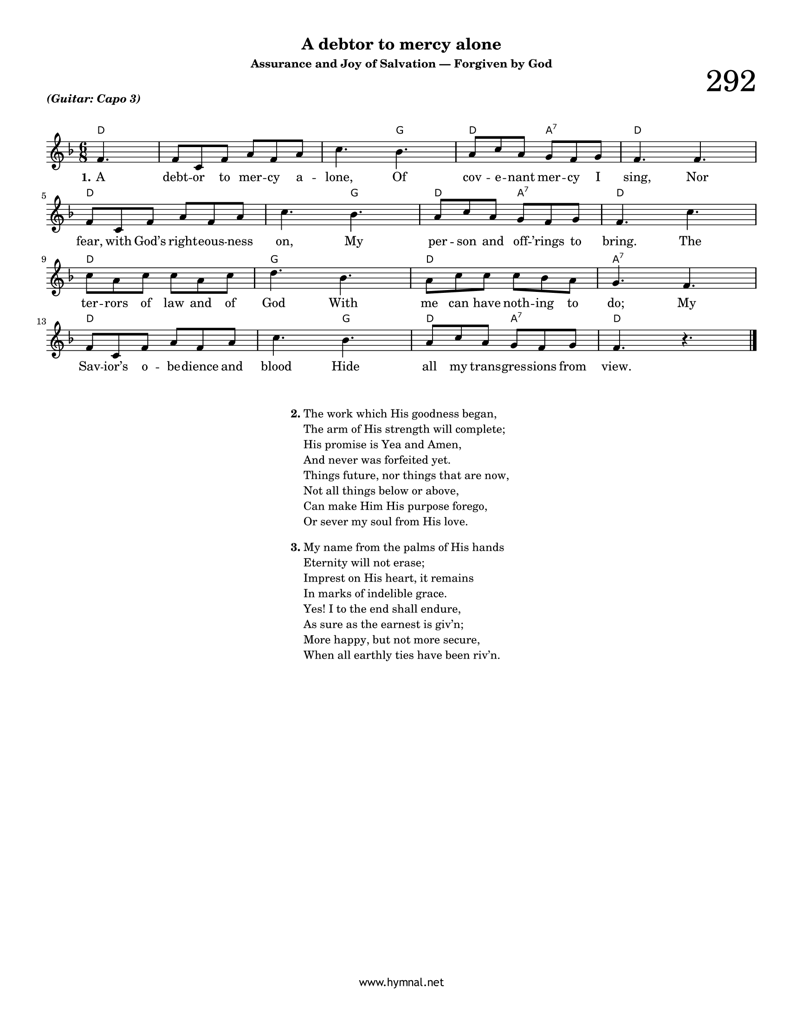 A debtor to mercy alone
Assurance and Joy of Salvation — Forgiven by God
292
(Guitar: Capo 3)
D G D A7 D
6
8
1. A debt-or to mer-cy a - lone, Of cov - e-nant mer-cy I sing, Nor
5
D G D A7 D
fear, with God's righteous-ness on, My per - son and off-'rings to bring. The
9
D G D A7
ter-rors of law and of God With me can have noth-ing to do; My
13
D G D A7 D
Sav-ior's o - bedience and blood Hide all my transgressions from view.
2. The work which His goodness began,
The arm of His strength will complete;
His promise is Yea and Amen,
And never was forfeited yet.
Things future, nor things that are now,
Not all things below or above,
Can make Him His purpose forego,
Or sever my soul from His love.
3. My name from the palms of His hands
Eternity will not erase;
Imprest on His heart, it remains
In marks of indelible grace.
Yes! I to the end shall endure,
As sure as the earnest is giv'n;
More happy, but not more secure,
When all earthly ties have been riv'n.
www.hymnal.net